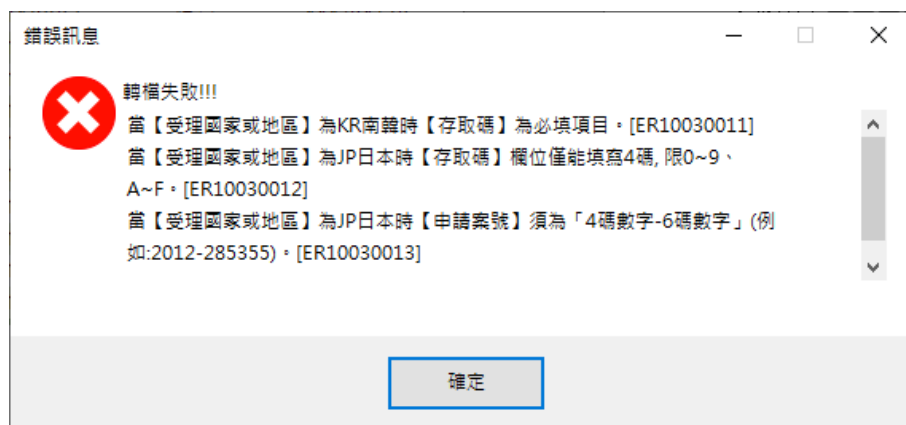 錯誤訊息
轉檔失敗!!!
當【受理國家或地區】為KR南韓時【存取碼】為必填項目。[ER10030011]
當【受理國家或地區】為JP日本時【存取碼】欄位僅能填寫4碼, 限0~9、
A~F。[ER10030012]
當【受理國家或地區】為JP日本時【申請案號】須為「4碼數字-6碼數字」(例
如:2012-285355)。[ER10030013]
確定